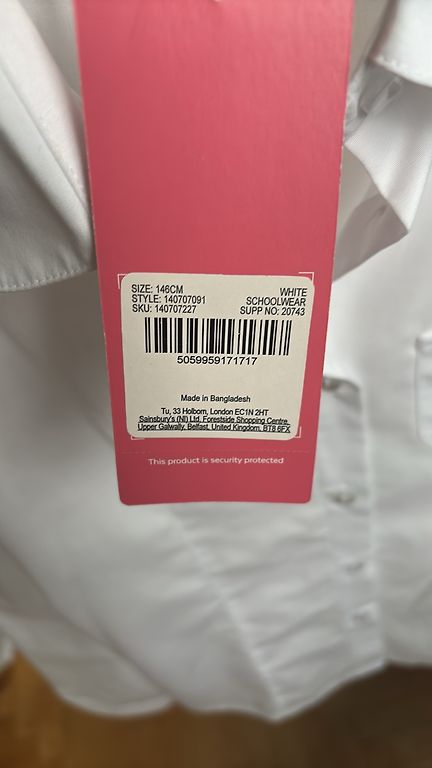 SIZE: 146CM WHITE
STYLE: 140707091 SCHOOLWEAR
SKU: 140707227 SUPP NO: 20743
5059959171717
Made in Bangladesh
Tu, 33 Holborn, London EC1N 2HT
Sainsbury's (NI) Ltd, Forestside Shopping Centre,
Upper Galwally, Belfast, United Kingdom, BT8 6FX
This product is security protected